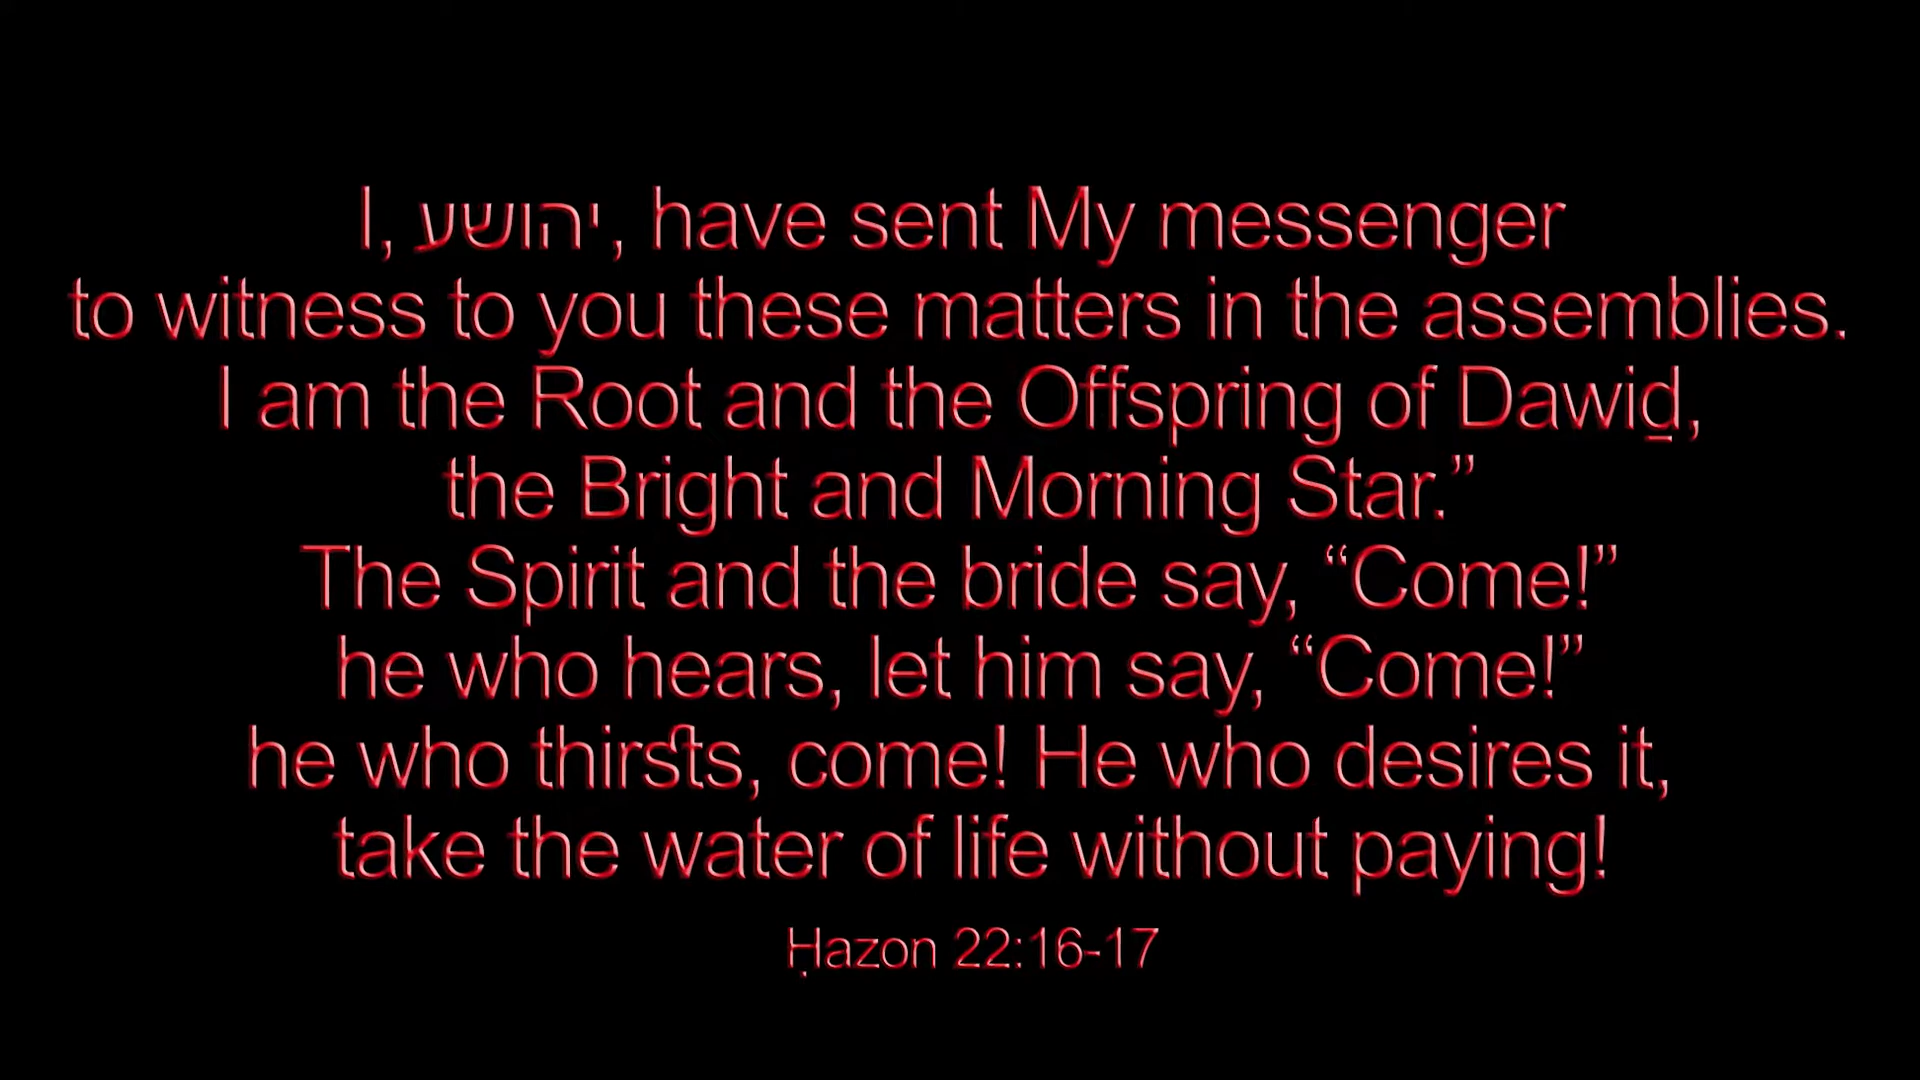 I, יהושע, have sent My messenger
to witness to you these matters in the assemblies.
I am the Root and the Offspring of Dawiḏ,
the Bright and Morning Star.”
The Spirit and the bride say, “Come!”
he who hears, let him say, “Come!”
he who thirsts, come! He who desires it,
take the water of life without paying!
Ḥazon 22:16-17